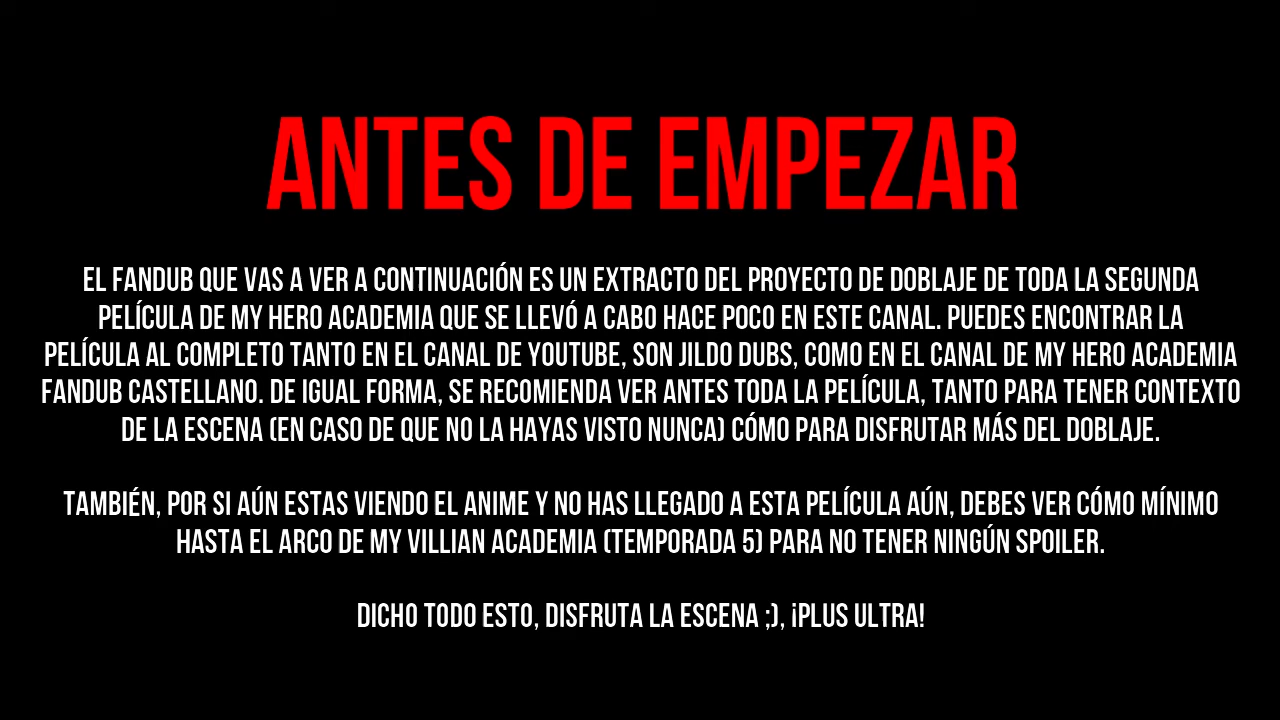 ANTES DE EMPEZAR
EL FANDUB QUE VAS A VER A CONTINUACIÓN ES UN EXTRACTO DEL PROYECTO DE DOBLAJE DE TODA LA SEGUNDA
PELÍCULA DE MY HERO ACADEMIA QUE SE LLEVÓ A CABO HACE POCO EN ESTE CANAL. PUEDES ENCONTRAR LA
PELÍCULA AL COMPLETO TANTO EN EL CANAL DE YOUTUBE, SON JILDO DUBS, COMO EN EL CANAL DE MY HERO ACADEMIA
FANDUB CASTELLANO. DE IGUAL FORMA, SE RECOMIENDA VER ANTES TODA LA PELÍCULA, TANTO PARA TENER CONTEXTO
DE LA ESCENA (EN CASO DE QUE NO LA HAYAS VISTO NUNCA) CÓMO PARA DISFRUTAR MÁS DEL DOBLAJE.
TAMBIÉN, POR SI AÚN ESTAS VIENDO EL ANIME Y NO HAS LLEGADO A ESTA PELÍCULA AÚN, DEBES VER CÓMO MÍNIMO
HASTA EL ARCO DE MY VILLIAN ACADEMIA (TEMPORADA 5) PARA NO TENER NINGÚN SPOILER.
DICHO TODO ESTO, DISFRUTA LA ESCENA ;), ¡PLUS ULTRA!